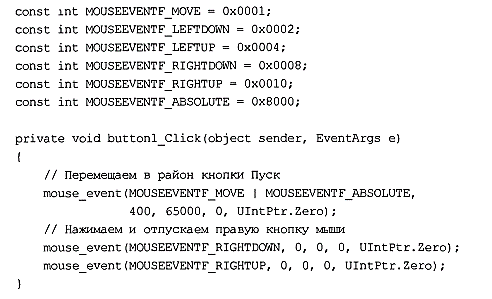 const int MOUSEEVENTF_MOVE = 0x0001;
const int MOUSEEVENTF_LEFTDOWN = 0x0002;
const int MOUSEEVENTF_LEFTUP = 0x0004;
const int MOUSEEVENTF_RIGHTDOWN = 0x0008;
const int MOUSEEVENTF_RIGHTUP = 0x0010;
const int MOUSEEVENTF_ABSOLUTE = 0x8000;
private void button1_Click(object sender, EventArgs e)
{
// Перемещаем в район кнопки Пуск
mouse_event(MOUSEEVENTF_MOVE | MOUSEEVENTF_ABSOLUTE,
400, 65000, 0, UIntPtr.Zero);
// Нажимаем и отпускаем правую кнопку мыши
mouse_event(MOUSEEVENTF_RIGHTDOWN, 0, 0, 0, UIntPtr.Zero);
mouse_event(MOUSEEVENTF_RIGHTUP, 0, 0, 0, UIntPtr.Zero);
}